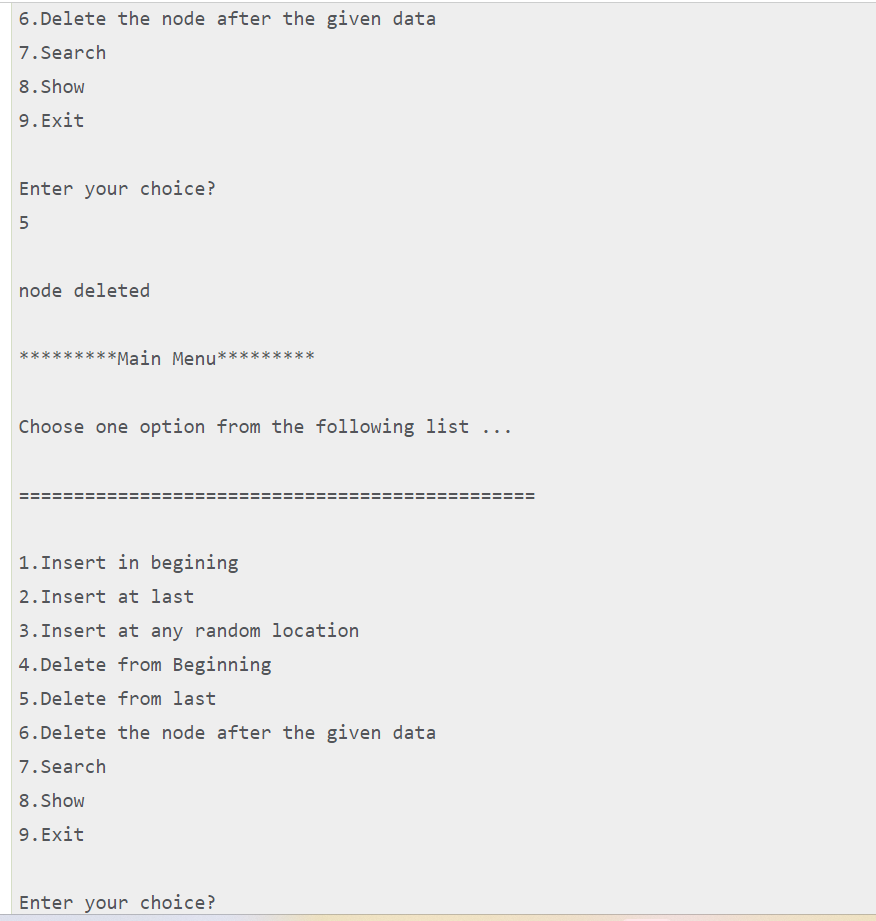 6.Delete the node after the given data
7.Search
8.Show
9.Exit
Enter your choice?
5
node deleted
*********Main Menu*********
Choose one option from the following list ...
===============================================
1.Insert in begining
2.Insert at last
3.Insert at any random location
4.Delete from Beginning
5.Delete from last
6.Delete the node after the given data
7.Search
8.Show
9.Exit
Enter your choice?